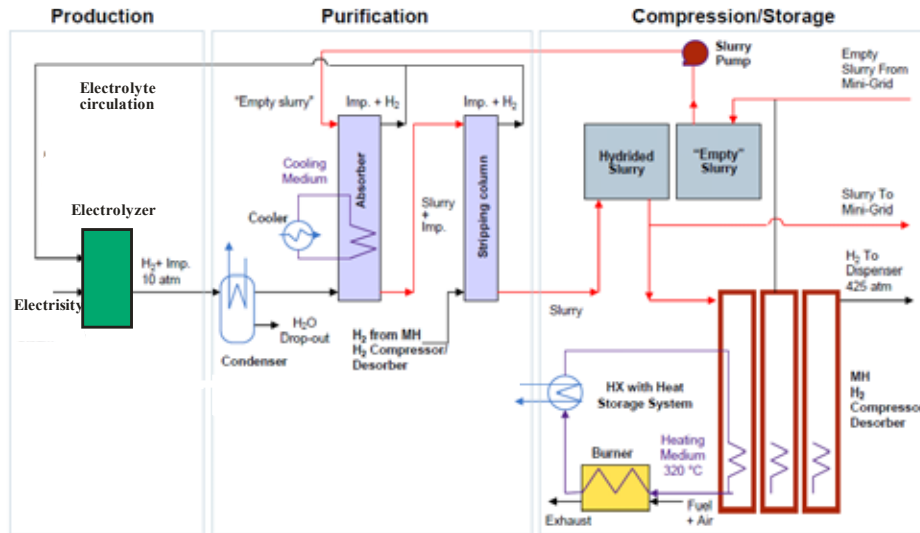 Production
Purification
Compression/Storage
Electrolyte
circulation
"Empty slurry"
Imp. + H₂
Imp. + H₂
Slurry
Pump
Empty
Slurry From
Mini-Grid
Cooling
Medium
Absorber
Stripping column
Hydrided
Slurry
"Empty"
Slurry
Electrolyzer
Cooler
Slurry
+
Imp.
Slurry To
Mini-Grid
H₂+ Imp.
10 atm
H₂ To
Dispenser
425 atm
Electrisity
H₂O
Drop-out
Condenser
H₂ from MH
H₂ Compressor/
Desorber
Slurry
HX with Heat
Storage System
MH
H₂
Compressor
Desorber
Burner
Heating
Medium
320 °C
Exhaust
Fuel
+ Air